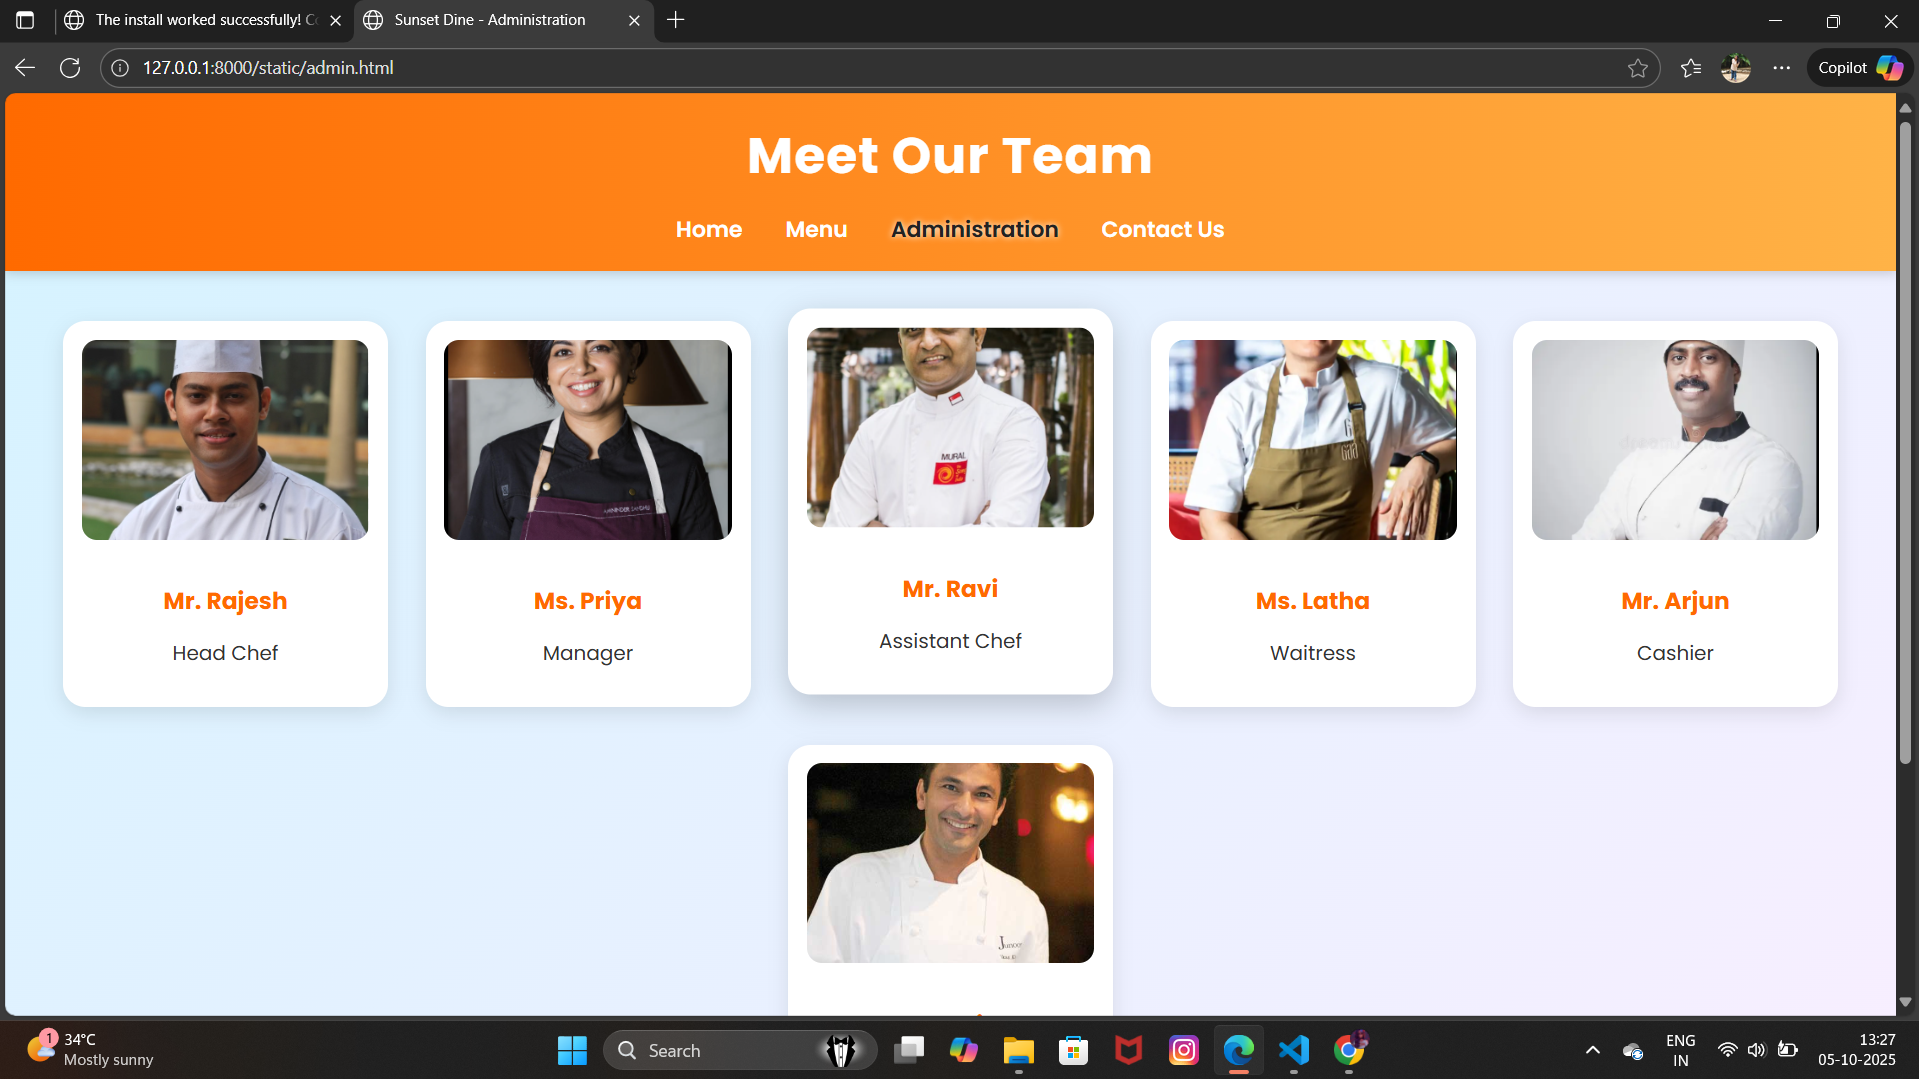 The install worked successfully! Co
Sunset Dine - Administration
127.0.0.1:8000/static/admin.html
Copilot
Meet Our Team
Home
Menu
Administration
Contact Us
MURAL
Mr. Rajesh
Head Chef
Ms. Priya
Manager
Mr. Ravi
Assistant Chef
Ms. Latha
Waitress
Mr. Arjun
Cashier
1
34°C
Mostly sunny
Search
ENG
IN
13:27
05-10-2025